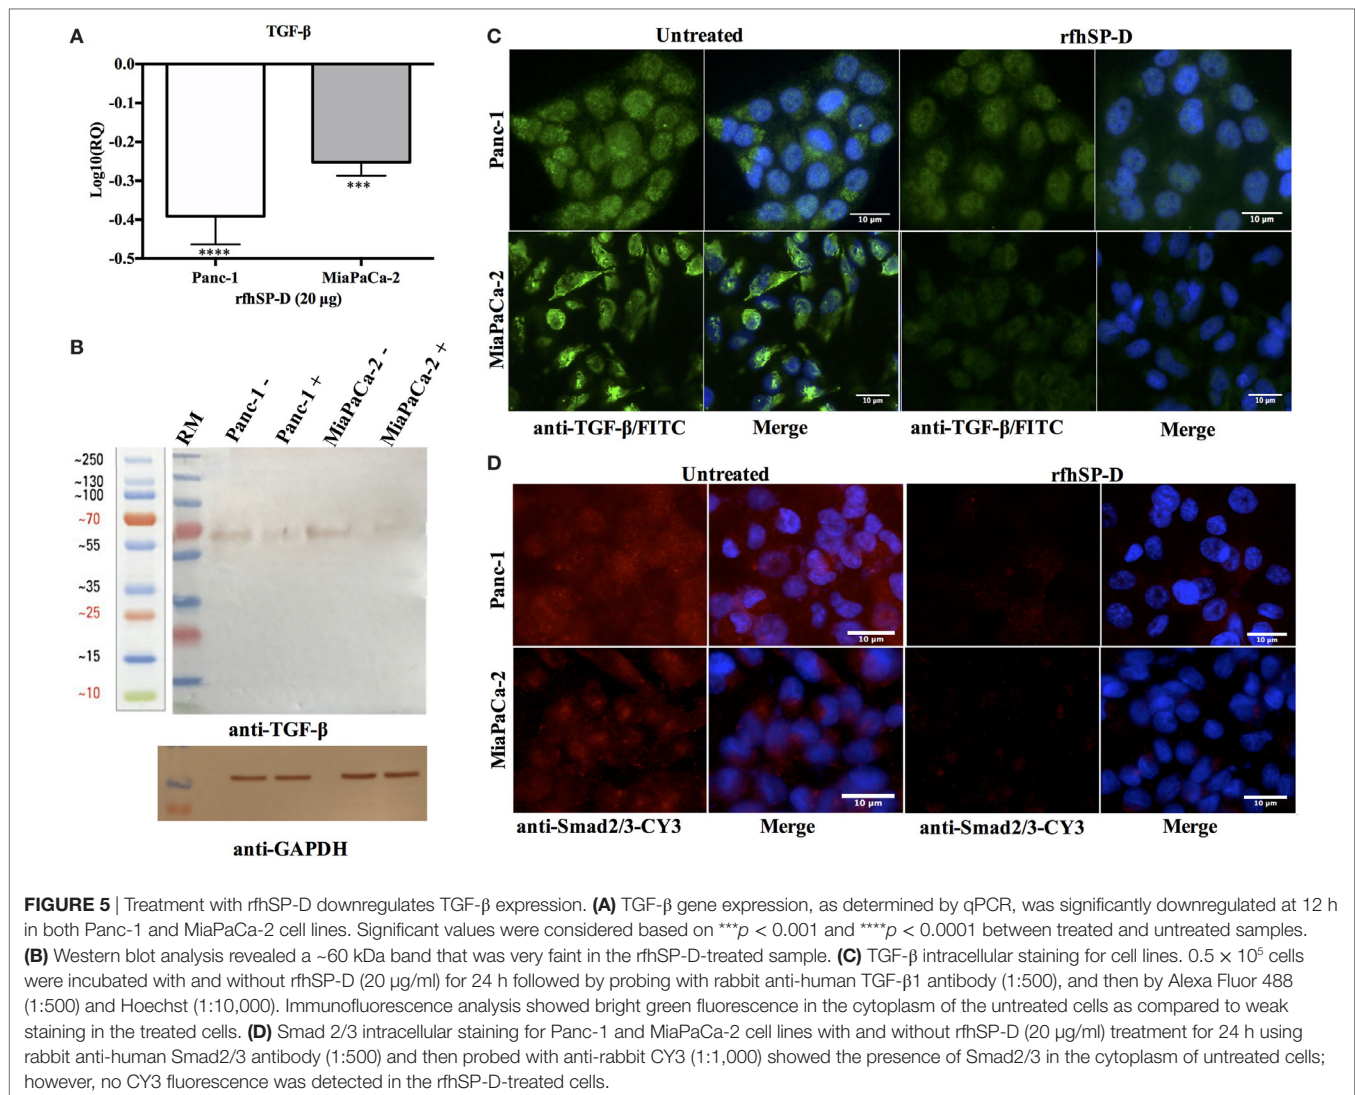 A
TGF-β
0.0
-0.1
-0.2
-0.3
-0.4
-0.5
Log10(RQ)
****
***
Panc-1 MiaPaCa-2
rfhSP-D (20 µg)
B
RM Panc-1 - Panc-1 + MiaPaCa-2 - MiaPaCa-2 +
~250
~130
~100
~70
~55
~35
~25
~15
~10
anti-TGF-β
anti-GAPDH
C
Untreated rfhSP-D
Panc-1
10 µm 10 µm
MiaPaCa-2
10 µm 10 µm
anti-TGF-β/FITC Merge anti-TGF-β/FITC Merge
D
Untreated rfhSP-D
Panc-1
10 µm 10 µm
MiaPaCa-2
10 µm 10 µm
anti-Smad2/3-CY3 Merge anti-Smad2/3-CY3 Merge
FIGURE 5 | Treatment with rfhSP-D downregulates TGF-β expression. (A) TGF-β gene expression, as determined by qPCR, was significantly downregulated at 12 h
in both Panc-1 and MiaPaCa-2 cell lines. Significant values were considered based on ***p < 0.001 and ****p < 0.0001 between treated and untreated samples.
(B) Western blot analysis revealed a ~60 kDa band that was very faint in the rfhSP-D-treated sample. (C) TGF-β intracellular staining for cell lines. 0.5 × 10⁵ cells
were incubated with and without rfhSP-D (20 µg/ml) for 24 h followed by probing with rabbit anti-human TGF-β1 antibody (1:500), and then by Alexa Fluor 488
(1:500) and Hoechst (1:10,000). Immunofluorescence analysis showed bright green fluorescence in the cytoplasm of the untreated cells as compared to weak
staining in the treated cells. (D) Smad 2/3 intracellular staining for Panc-1 and MiaPaCa-2 cell lines with and without rfhSP-D (20 µg/ml) treatment for 24 h using
rabbit anti-human Smad2/3 antibody (1:500) and then probed with anti-rabbit CY3 (1:1,000) showed the presence of Smad2/3 in the cytoplasm of untreated cells;
however, no CY3 fluorescence was detected in the rfhSP-D-treated cells.